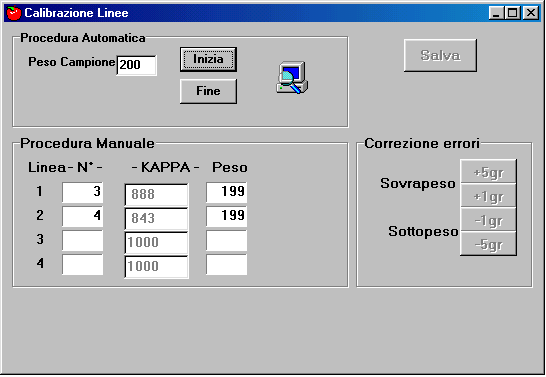 Calibrazione Linee
Procedura Automatica
Peso Campione 200
Inizia
Fine
Salva
Procedura Manuale
Linea - N° - - KAPPA - Peso
1 3 888 199
2 4 843 199
3 1000
4 1000
Correzione errori
Sovrapeso
+5gr
+1gr
Sottopeso
-1gr
-5gr